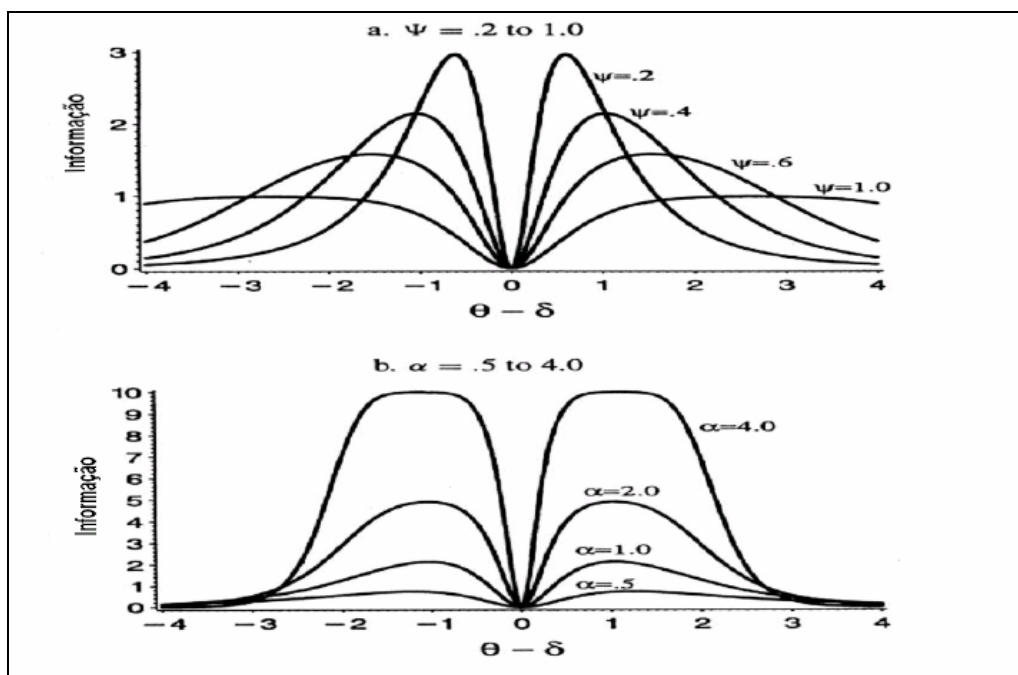 a. Ψ = .2 to 1.0
3
2
1
0
Informação
ψ=.2
ψ=.4
ψ=.6
ψ=1.0
−4 −3 −2 −1 0 1 2 3 4
θ − δ
b. α = .5 to 4.0
10
9
8
7
6
5
4
3
2
1
0
Informação
α=4.0
α=2.0
α=1.0
α=.5
−4 −3 −2 −1 0 1 2 3 4
θ − δ